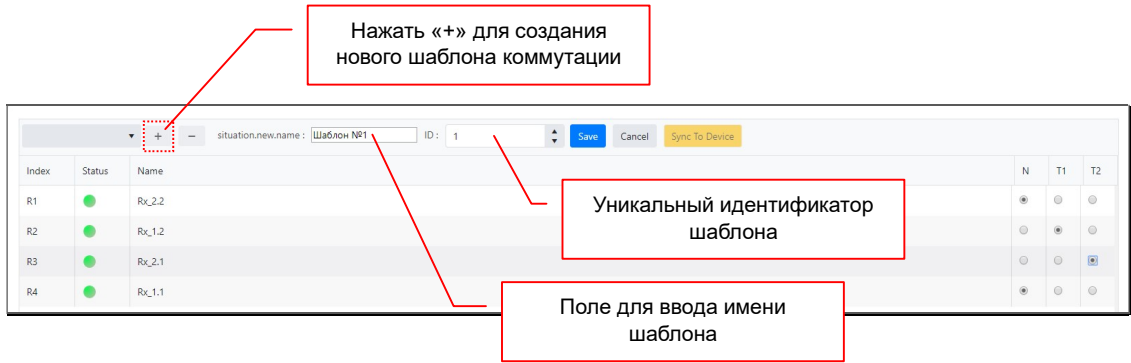 Нажать «+» для создания
нового шаблона коммутации
+ − situation.new.name : Шаблон №1 ID : 1 Save Cancel Sync To Device
Index Status Name N T1 T2
R1 Rx_2.2
Уникальный идентификатор
шаблона
R2 Rx_1.2
R3 Rx_2.1
R4 Rx_1.1
Поле для ввода имени
шаблона